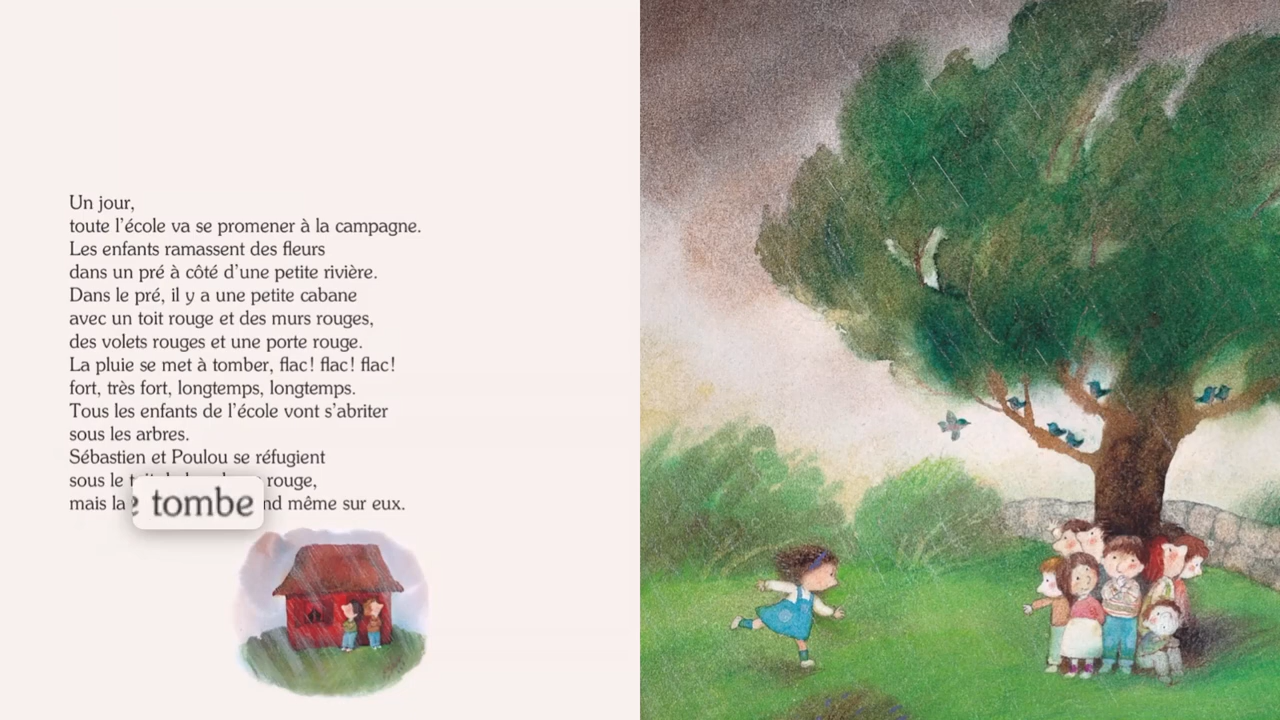 Un jour,
toute l'école va se promener à la campagne.
Les enfants ramassent des fleurs
dans un pré à côté d'une petite rivière.
Dans le pré, il y a une petite cabane
avec un toit rouge et des murs rouges,
des volets rouges et une porte rouge.
La pluie se met à tomber, flac! flac! flac!
fort, très fort, longtemps, longtemps.
Tous les enfants de l'école vont s'abriter
sous les arbres.
Sébastien et Poulou se réfugient
sous le rouge,
mais la tombe même sur eux.